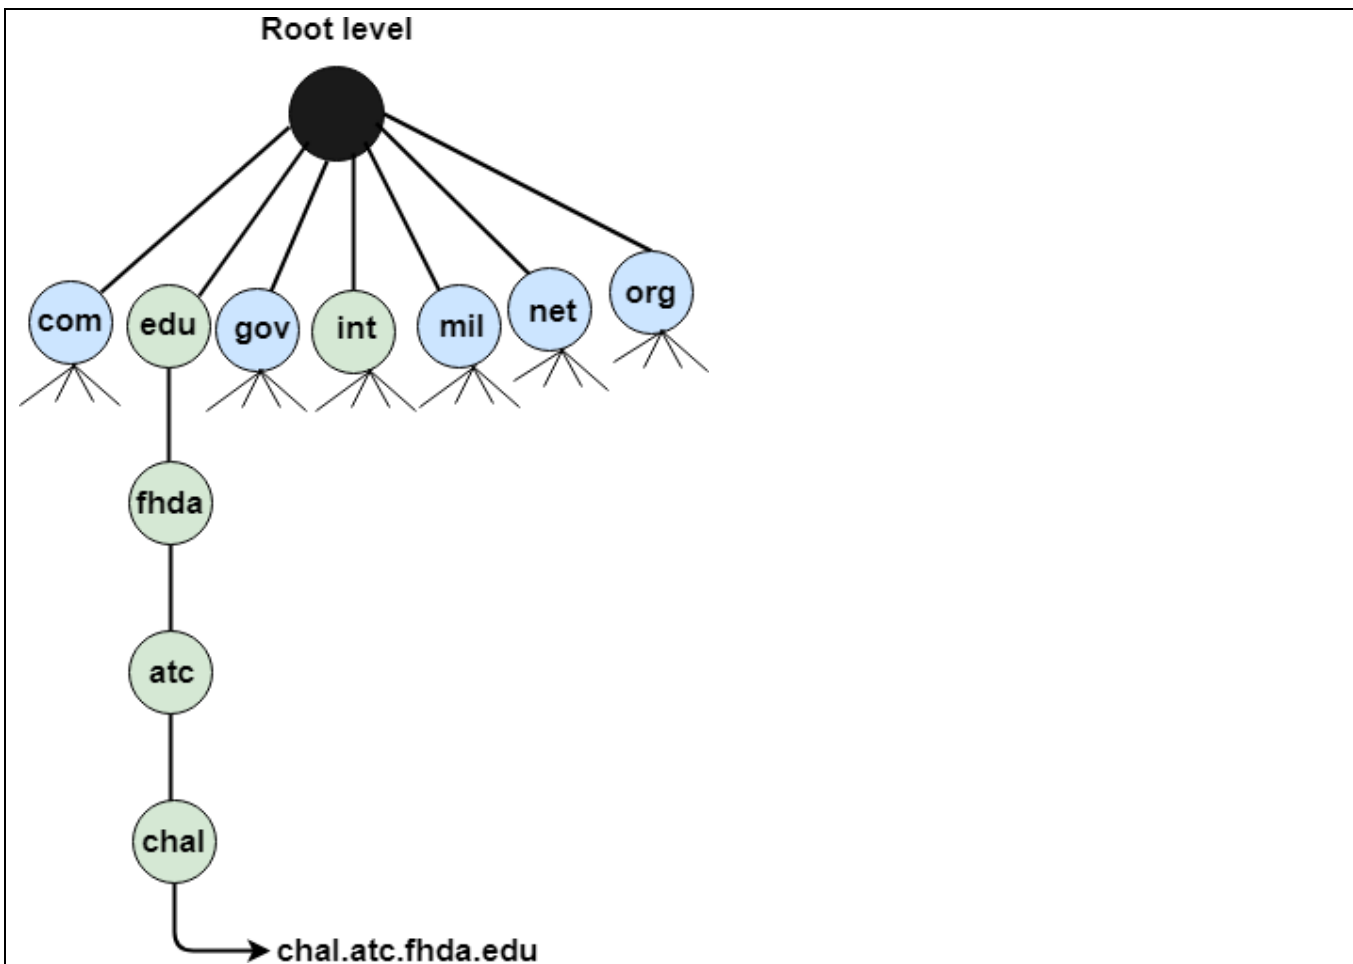 Root level
com
edu
gov
int
mil
net
org
fhda
atc
chal
chal.atc.fhda.edu